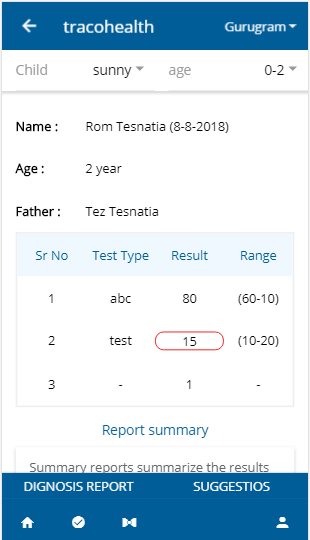 tracohealth Gurugram
Child sunny age 0-2
Name : Rom Tesnatia (8-8-2018)
Age : 2 year
Father : Tez Tesnatia
Sr No Test Type Result Range
1 abc 80 (60-10)
2 test 15 (10-20)
3 - 1 -
Report summary
Summary reports summarize the results
DIGNOSIS REPORT SUGGESTIOS